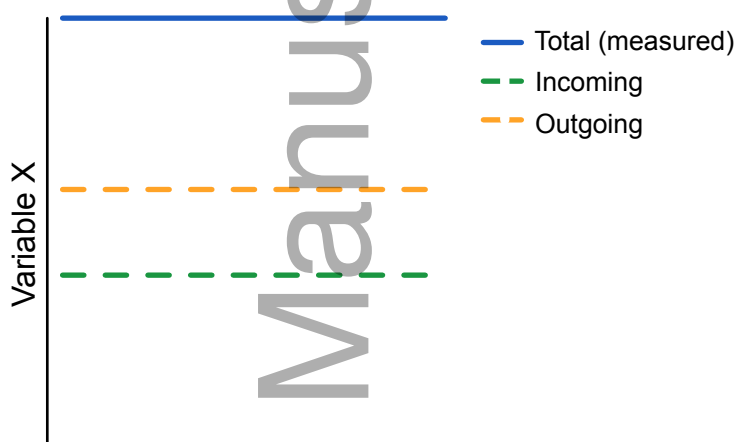 Total (measured)
Incoming
Outgoing
Variable X
Manus